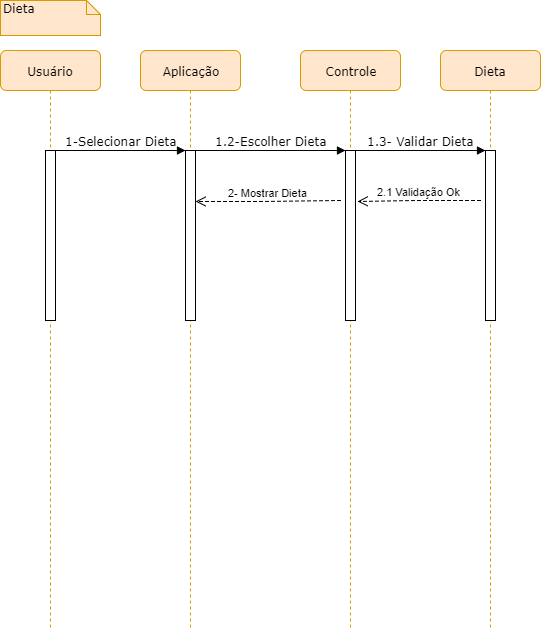 Dieta
Usuário
Aplicação
Controle
Dieta
1-Selecionar Dieta
1.2-Escolher Dieta
1.3- Validar Dieta
2- Mostrar Dieta
2.1 Validação Ok